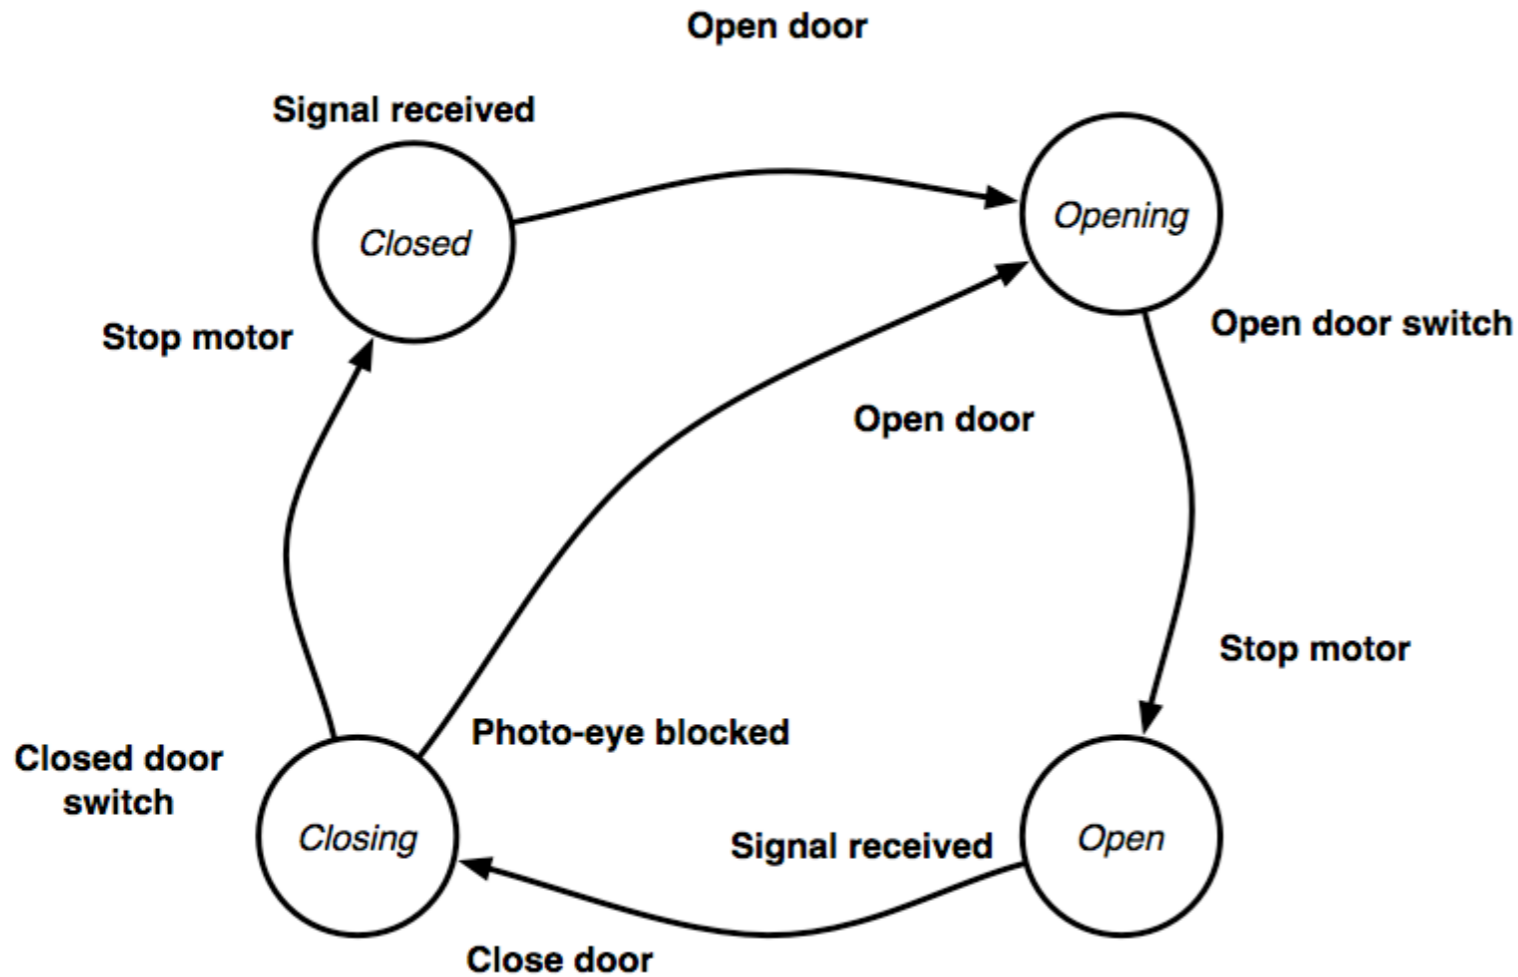 Open door
Signal received
Closed
Opening
Stop motor
Open door switch
Open door
Stop motor
Photo-eye blocked
Closed door
switch
Closing
Signal received
Open
Close door